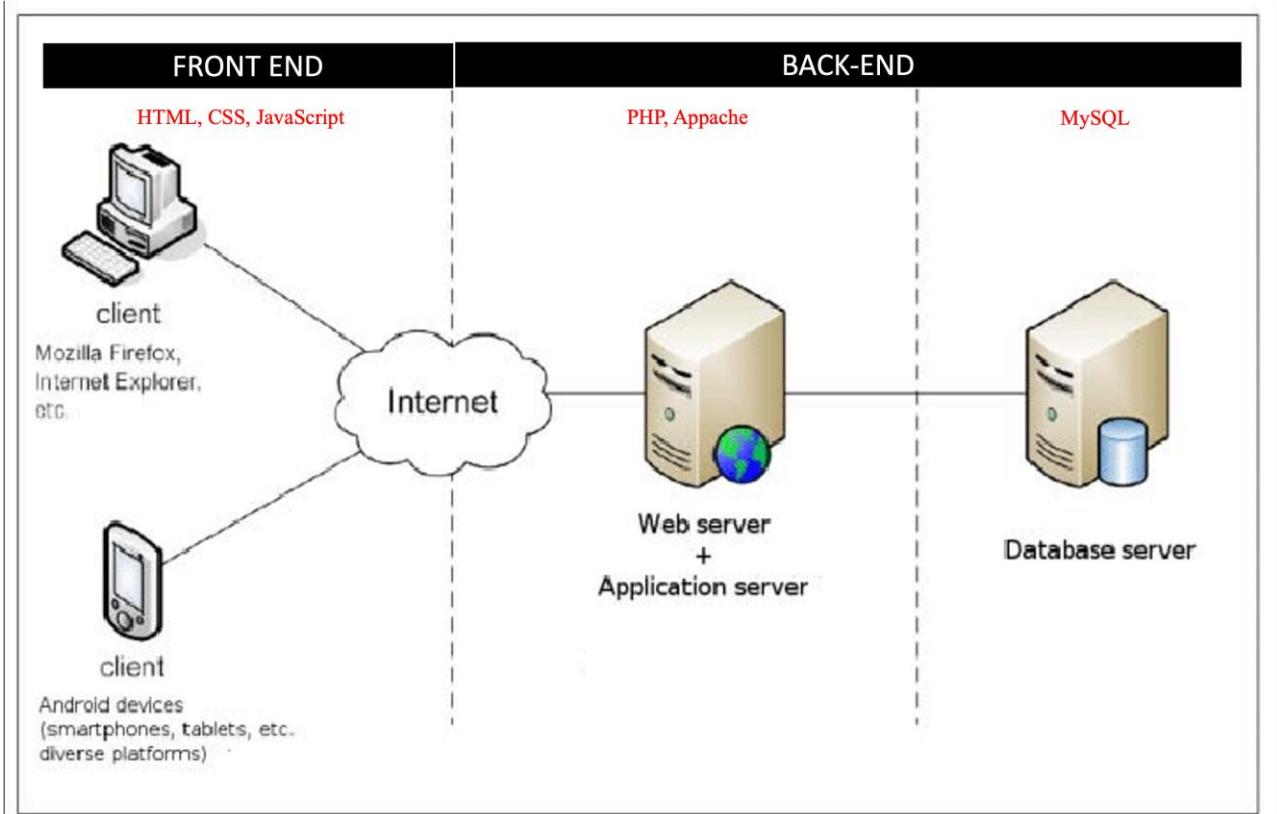 FRONT END
BACK-END
HTML, CSS, JavaScript
PHP, Appache
MySQL
client
Mozilla Firefox,
Internet Explorer,
etc.
Internet
Web server
+
Application server
Database server
client
Android devices
(smartphones, tablets, etc.
diverse platforms)